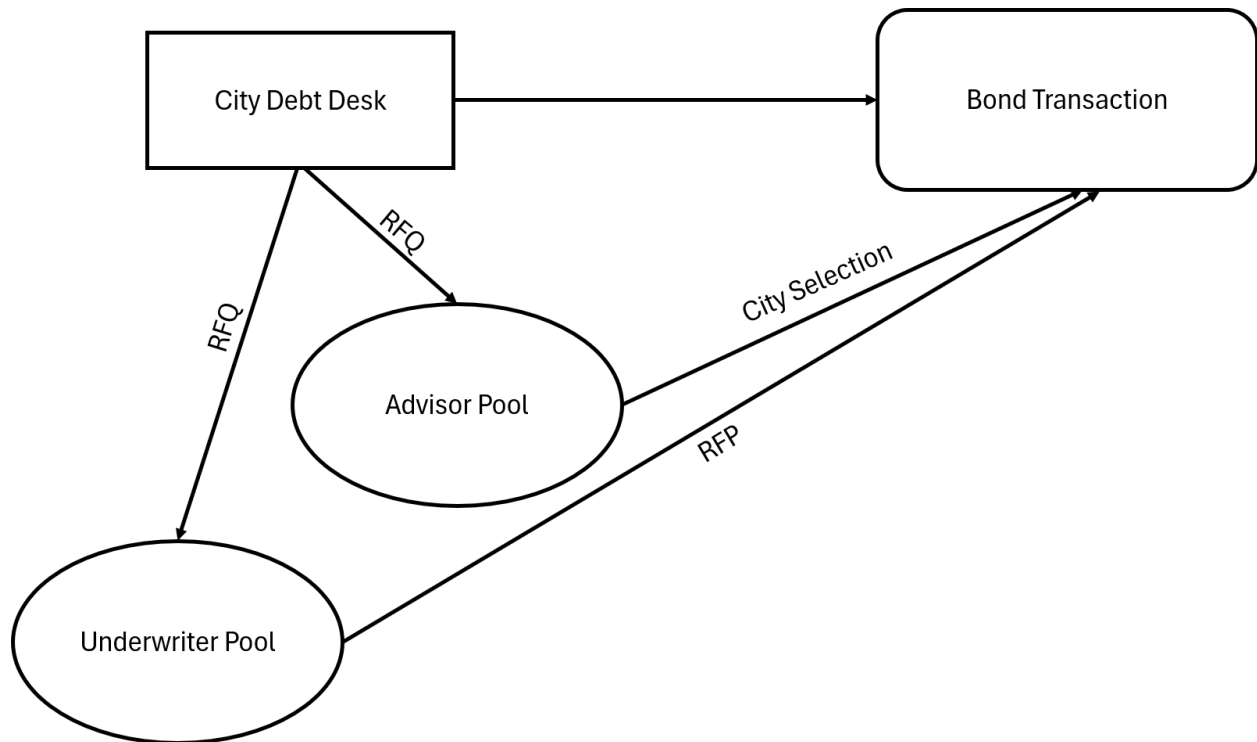 City Debt Desk
Bond Transaction
RFQ
City Selection
RFQ
Advisor Pool
RFP
Underwriter Pool